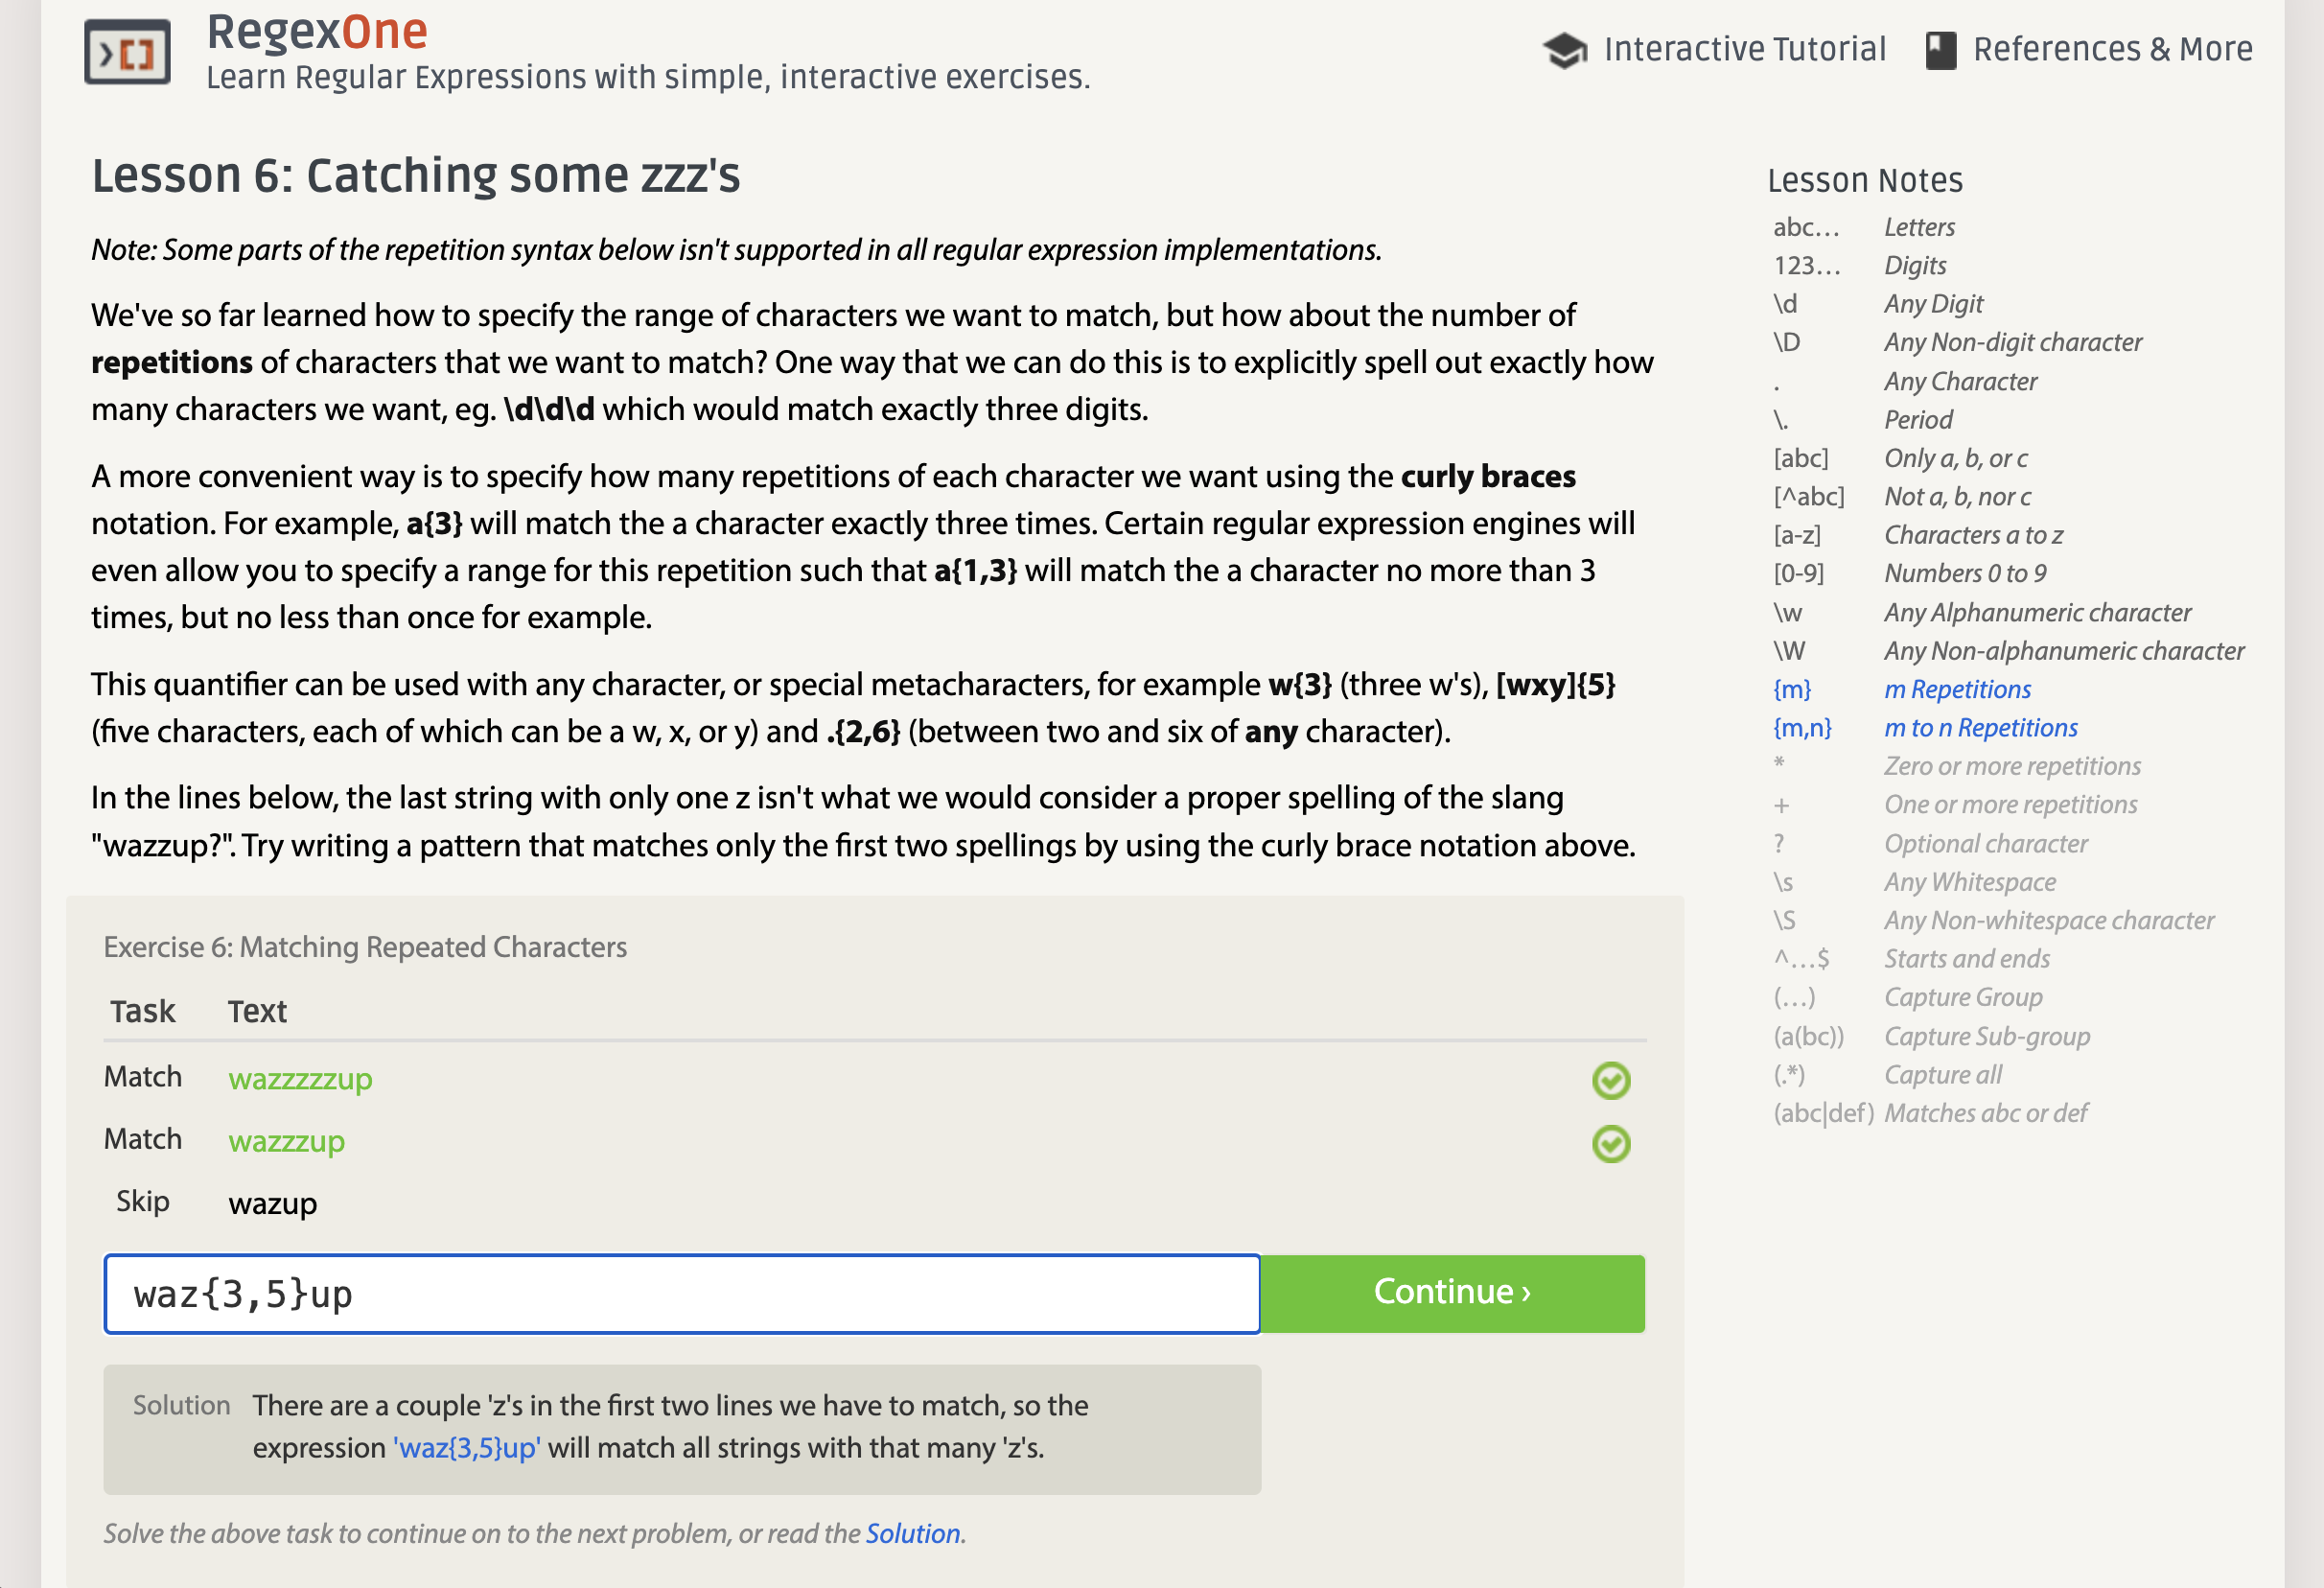 RegexOne
Learn Regular Expressions with simple, interactive exercises.
Interactive Tutorial
References & More
Lesson 6: Catching some zzz's
Note: Some parts of the repetition syntax below isn't supported in all regular expression implementations.
We've so far learned how to specify the range of characters we want to match, but how about the number of
repetitions of characters that we want to match? One way that we can do this is to explicitly spell out exactly how
many characters we want, eg. \d\d\d which would match exactly three digits.
A more convenient way is to specify how many repetitions of each character we want using the curly braces
notation. For example, a{3} will match the a character exactly three times. Certain regular expression engines will
even allow you to specify a range for this repetition such that a{1,3} will match the a character no more than 3
times, but no less than once for example.
This quantifier can be used with any character, or special metacharacters, for example w{3} (three w's), [wxy]{5}
(five characters, each of which can be a w, x, or y) and .{2,6} (between two and six of any character).
In the lines below, the last string with only one z isn't what we would consider a proper spelling of the slang
"wazzup?". Try writing a pattern that matches only the first two spellings by using the curly brace notation above.
Exercise 6: Matching Repeated Characters
Task Text
Match wazzzzzup
Match wazzzup
Skip wazup
waz{3,5}up
Continue ›
Solution There are a couple 'z's in the first two lines we have to match, so the
expression 'waz{3,5}up' will match all strings with that many 'z's.
Solve the above task to continue on to the next problem, or read the Solution.
Lesson Notes
abc… Letters
123… Digits
\d Any Digit
\D Any Non-digit character
. Any Character
\. Period
[abc] Only a, b, or c
[^abc] Not a, b, nor c
[a-z] Characters a to z
[0-9] Numbers 0 to 9
\w Any Alphanumeric character
\W Any Non-alphanumeric character
{m} m Repetitions
{m,n} m to n Repetitions
* Zero or more repetitions
+ One or more repetitions
? Optional character
\s Any Whitespace
\S Any Non-whitespace character
^…$ Starts and ends
(…) Capture Group
(a(bc)) Capture Sub-group
(.*) Capture all
(abc|def) Matches abc or def